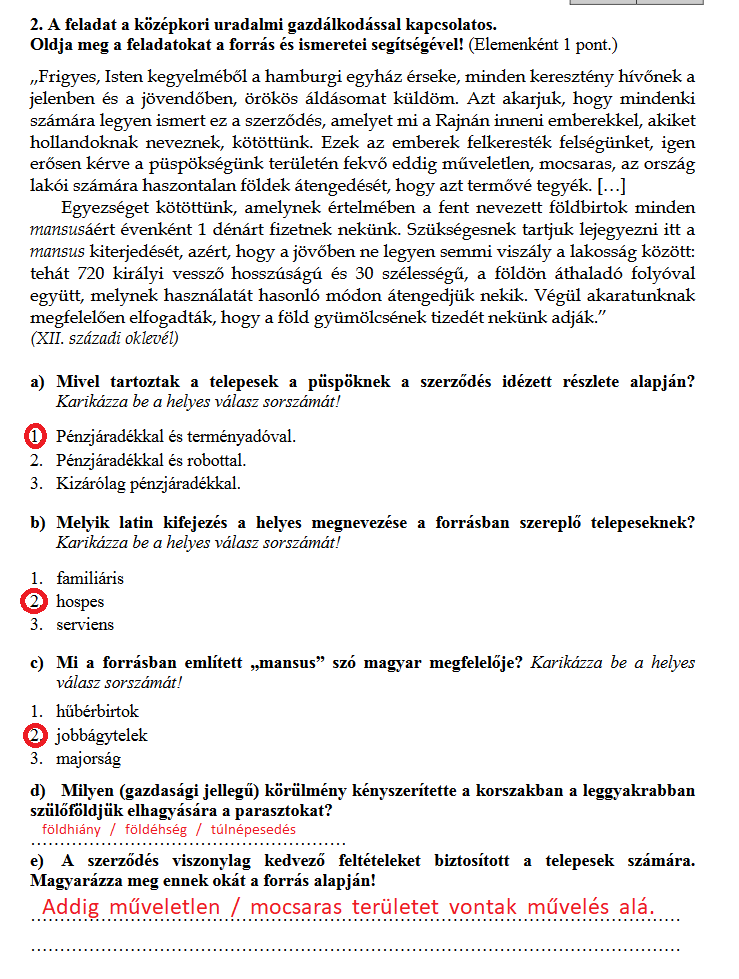 2. A feladat a középkori uradalmi gazdálkodással kapcsolatos.
Oldja meg a feladatokat a forrás és ismeretei segítségével! (Elemenként 1 pont.)
„Frigyes, Isten kegyelméből a hamburgi egyház érseke, minden keresztény hívőnek a
jelenben és a jövendőben, örökös áldásomat küldöm. Azt akarjuk, hogy mindenki
számára legyen ismert ez a szerződés, amelyet mi a Rajnán inneni emberekkel, akiket
hollandoknak neveznek, kötöttünk. Ezek az emberek felkeresték felségünket, igen
erősen kérve a püspökségünk területén fekvő eddig műveletlen, mocsaras, az ország
lakói számára haszontalan földek átengedését, hogy azt termővé tegyék. […]
Egyezséget kötöttünk, amelynek értelmében a fent nevezett földbirtok minden
mansusáért évenként 1 dénárt fizetnek nekünk. Szükségesnek tartjuk lejegyezni itt a
mansus kiterjedését, azért, hogy a jövőben ne legyen semmi viszály a lakosság között:
tehát 720 királyi vessző hosszúságú és 30 szélességű, a földön áthaladó folyóval
együtt, melynek használatát hasonló módon átengedjük nekik. Végül akaratunknak
megfelelően elfogadták, hogy a föld gyümölcsének tizedét nekünk adják.”
(XII. századi oklevél)
a) Mivel tartoztak a telepesek a püspöknek a szerződés idézett részlete alapján?
Karikázza be a helyes válasz sorszámát!
1. Pénzjáradékkal és terményadóval.
2. Pénzjáradékkal és robottal.
3. Kizárólag pénzjáradékkal.
b) Melyik latin kifejezés a helyes megnevezése a forrásban szereplő telepeseknek?
Karikázza be a helyes válasz sorszámát!
1. familiáris
2. hospes
3. serviens
c) Mi a forrásban említett „mansus” szó magyar megfelelője? Karikázza be a helyes
válasz sorszámát!
1. hűbérbirtok
2. jobbágytelek
3. majorság
d) Milyen (gazdasági jellegű) körülmény kényszerítette a korszakban a leggyakrabban
szülőföldjük elhagyására a parasztokat?
földhiány / földéhség / túlnépesedés
e) A szerződés viszonylag kedvező feltételeket biztosított a telepesek számára.
Magyarázza meg ennek okát a forrás alapján!
Addig műveletlen / mocsaras területet vontak művelés alá.